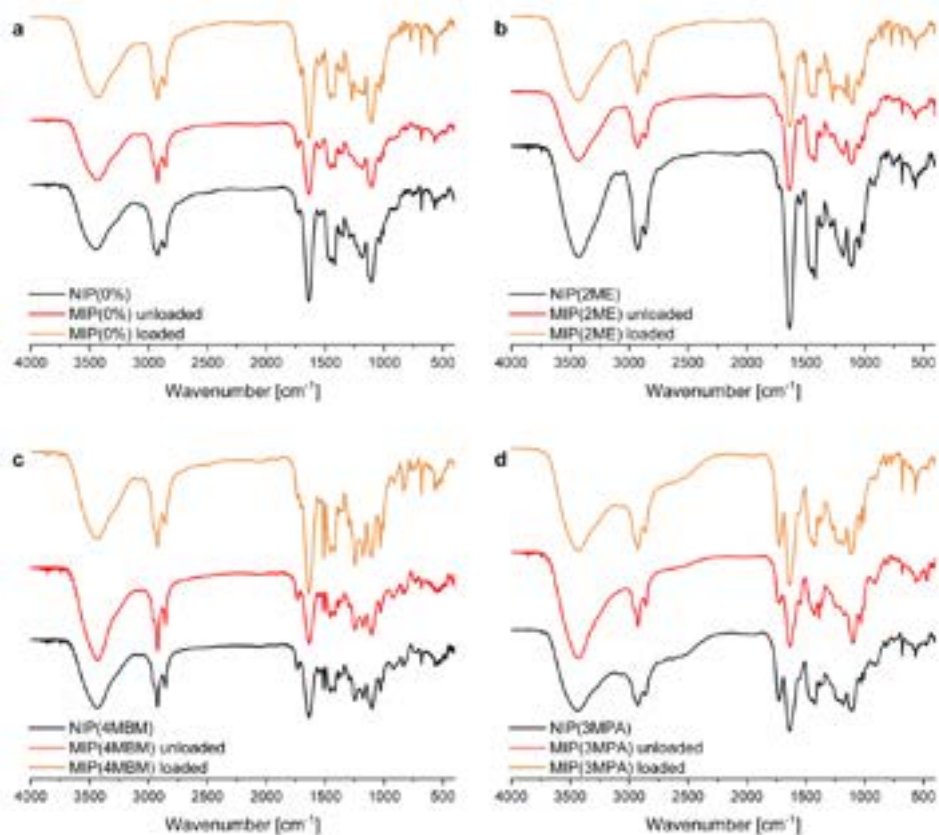 a
NIP(0%)
MIP(0%) unloaded
MIP(0%) loaded
4000 3500 3000 2500 2000 1500 1000 500
Wavenumber [cm⁻¹]
b
NIP(2ME)
MIP(2ME) unloaded
MIP(2ME) loaded
4000 3500 3000 2500 2000 1500 1000 500
Wavenumber [cm⁻¹]
c
NIP(4MBM)
MIP(4MBM) unloaded
MIP(4MBM) loaded
4000 3500 3000 2500 2000 1500 1000 500
Wavenumber [cm⁻¹]
d
NIP(3MPA)
MIP(3MPA) unloaded
MIP(3MPA) loaded
4000 3500 3000 2500 2000 1500 1000 500
Wavenumber [cm⁻¹]